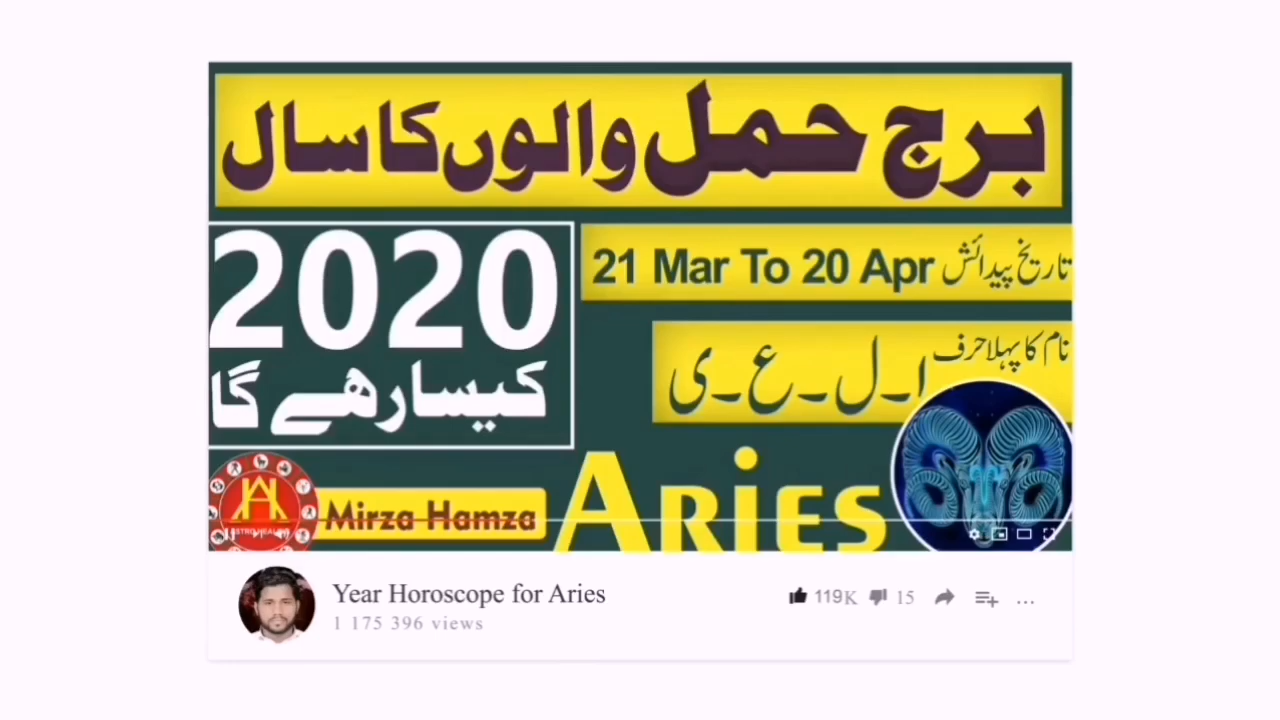 برج حمل والوں کا سال
2020
کیسا رھے گا
21 Mar To 20 Apr تاریخ پیدائش
نام کا پہلا حرف
ا ۔ ل ۔ ع ۔ ی
Mirza Hamza
ARIES
Year Horoscope for Aries
119K 15
1 175 396 views